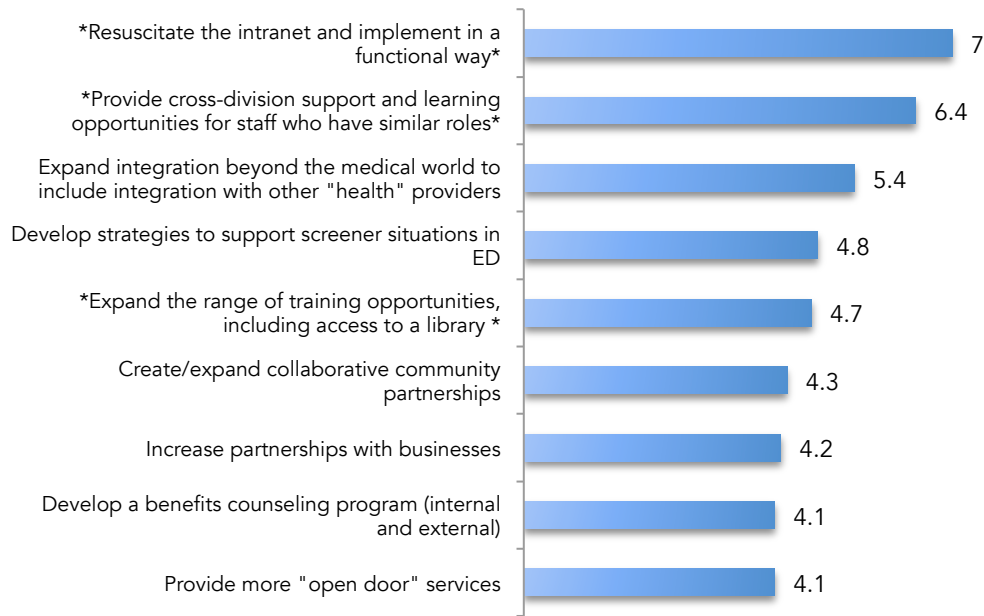 *Resuscitate the intranet and implement in a
functional way*
7
*Provide cross-division support and learning
opportunities for staff who have similar roles*
6.4
Expand integration beyond the medical world to
include integration with other "health" providers
5.4
Develop strategies to support screener situations in
ED
4.8
*Expand the range of training opportunities,
including access to a library *
4.7
Create/expand collaborative community
partnerships
4.3
Increase partnerships with businesses
4.2
Develop a benefits counseling program (internal
and external)
4.1
Provide more "open door" services
4.1